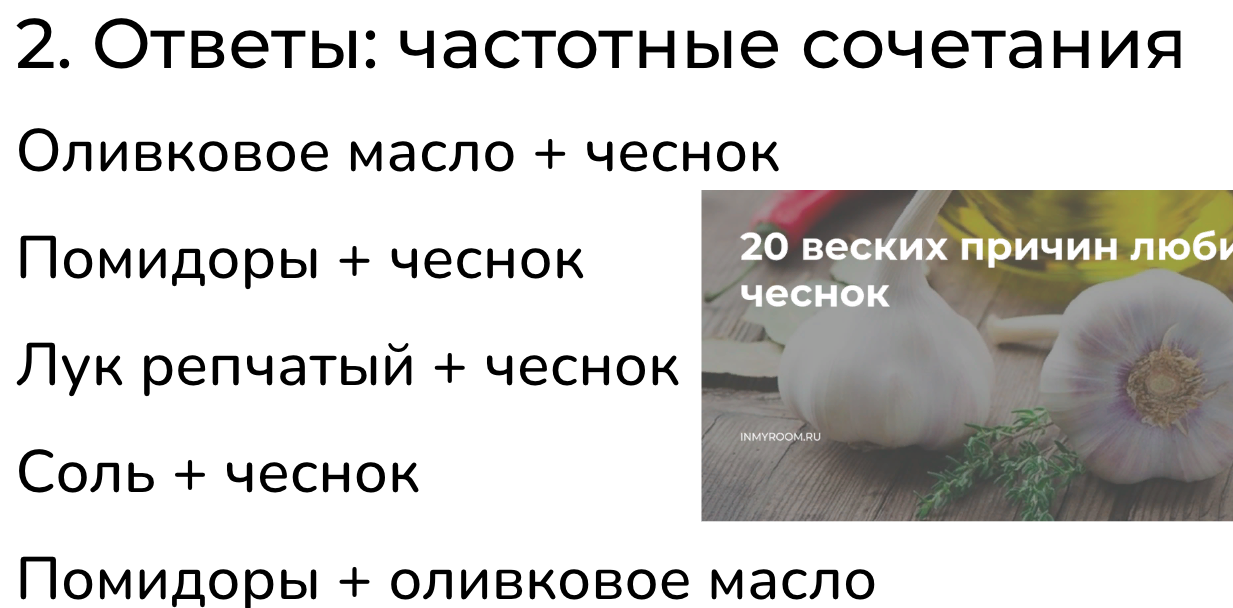 2. Ответы: частотные сочетания
Оливковое масло + чеснок
Помидоры + чеснок
20 веских причин люби
чеснок
Лук репчатый + чеснок
INMYROOM.RU
Соль + чеснок
Помидоры + оливковое масло